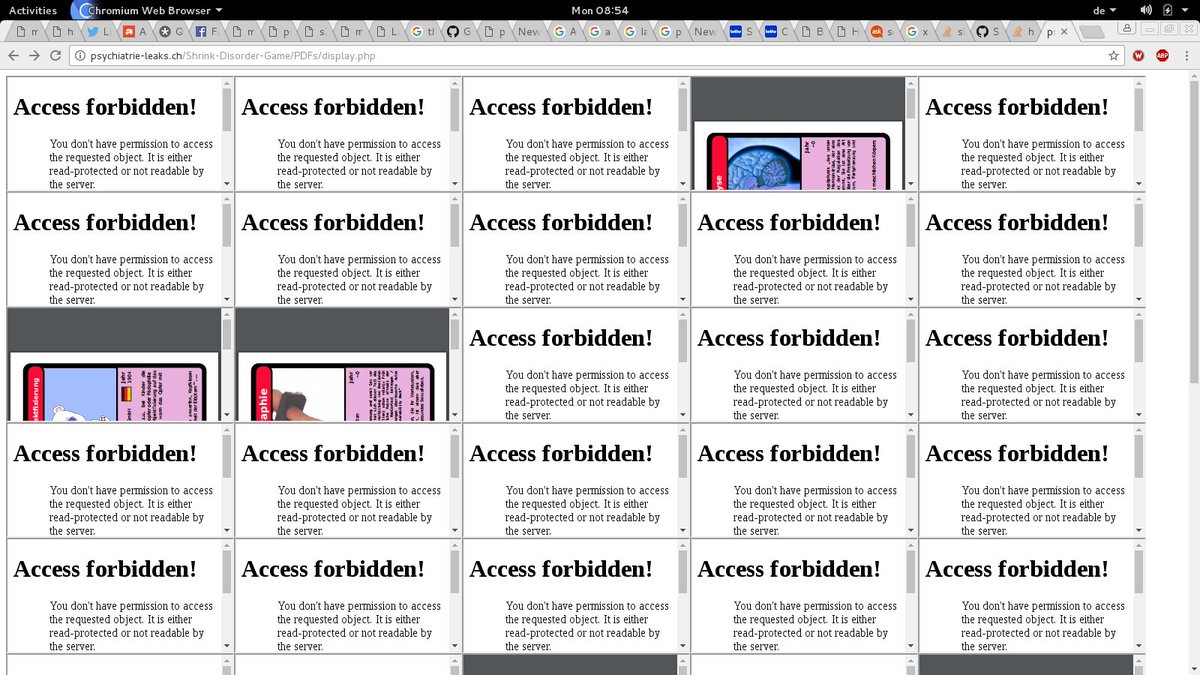 Activities Chromium Web Browser Mon 08:54 de
m h L A Q F m p s m L tl G p New A a la p New S C B H s x s S h p
psychiatrie-leaks.ch/Shrink-Disorder-Game/PDFs/display.php ABP
Access forbidden! Access forbidden! Access forbidden! Access forbidden!
You don't have permission to access You don't have permission to access You don't have permission to access You don't have permission to access
the requested object. It is either the requested object. It is either the requested object. It is either the requested object. It is either
read-protected or not readable by read-protected or not readable by read-protected or not readable by read-protected or not readable by
the server. the server. the server. the server.
yse
Jahr
~0
Access forbidden! Access forbidden! Access forbidden! Access forbidden! Access forbidden!
You don't have permission to access You don't have permission to access You don't have permission to access You don't have permission to access You don't have permission to access
the requested object. It is either the requested object. It is either the requested object. It is either the requested object. It is either the requested object. It is either
read-protected or not readable by read-protected or not readable by read-protected or not readable by read-protected or not readable by read-protected or not readable by
the server. the server. the server. the server. the server.
ktfixierung
Jahr
1904
aphie
Jahr
~0
Access forbidden! Access forbidden! Access forbidden!
You don't have permission to access You don't have permission to access You don't have permission to access
the requested object. It is either the requested object. It is either the requested object. It is either
read-protected or not readable by read-protected or not readable by read-protected or not readable by
the server. the server. the server.
Access forbidden! Access forbidden! Access forbidden! Access forbidden! Access forbidden!
You don't have permission to access You don't have permission to access You don't have permission to access You don't have permission to access You don't have permission to access
the requested object. It is either the requested object. It is either the requested object. It is either the requested object. It is either the requested object. It is either
read-protected or not readable by read-protected or not readable by read-protected or not readable by read-protected or not readable by read-protected or not readable by
the server. the server. the server. the server. the server.
Access forbidden! Access forbidden! Access forbidden! Access forbidden! Access forbidden!
You don't have permission to access You don't have permission to access You don't have permission to access You don't have permission to access You don't have permission to access
the requested object. It is either the requested object. It is either the requested object. It is either the requested object. It is either the requested object. It is either
read-protected or not readable by read-protected or not readable by read-protected or not readable by read-protected or not readable by read-protected or not readable by
the server. the server. the server. the server. the server.